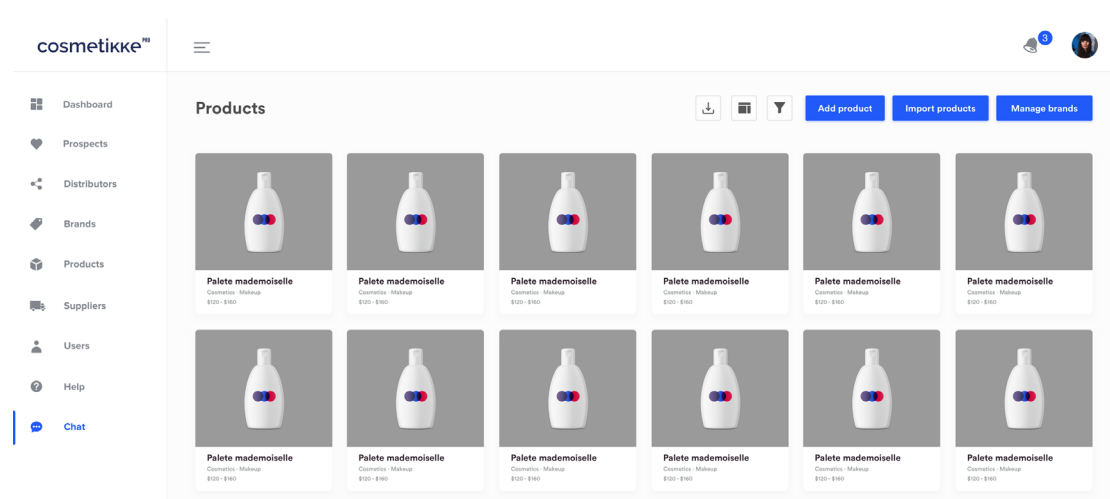 cosmetikke PRO
3
Dashboard
Prospects
Distributors
Brands
Products
Suppliers
Users
Help
Chat
Products
Add product
Import products
Manage brands
Palete mademoiselle
Cosmetics - Makeup
$120 - $160
Palete mademoiselle
Cosmetics - Makeup
$120 - $160
Palete mademoiselle
Cosmetics - Makeup
$120 - $160
Palete mademoiselle
Cosmetics - Makeup
$120 - $160
Palete mademoiselle
Cosmetics - Makeup
$120 - $160
Palete mademoiselle
Cosmetics - Makeup
$120 - $160
Palete mademoiselle
Cosmetics - Makeup
$120 - $160
Palete mademoiselle
Cosmetics - Makeup
$120 - $160
Palete mademoiselle
Cosmetics - Makeup
$120 - $160
Palete mademoiselle
Cosmetics - Makeup
$120 - $160
Palete mademoiselle
Cosmetics - Makeup
$120 - $160
Palete mademoiselle
Cosmetics - Makeup
$120 - $160